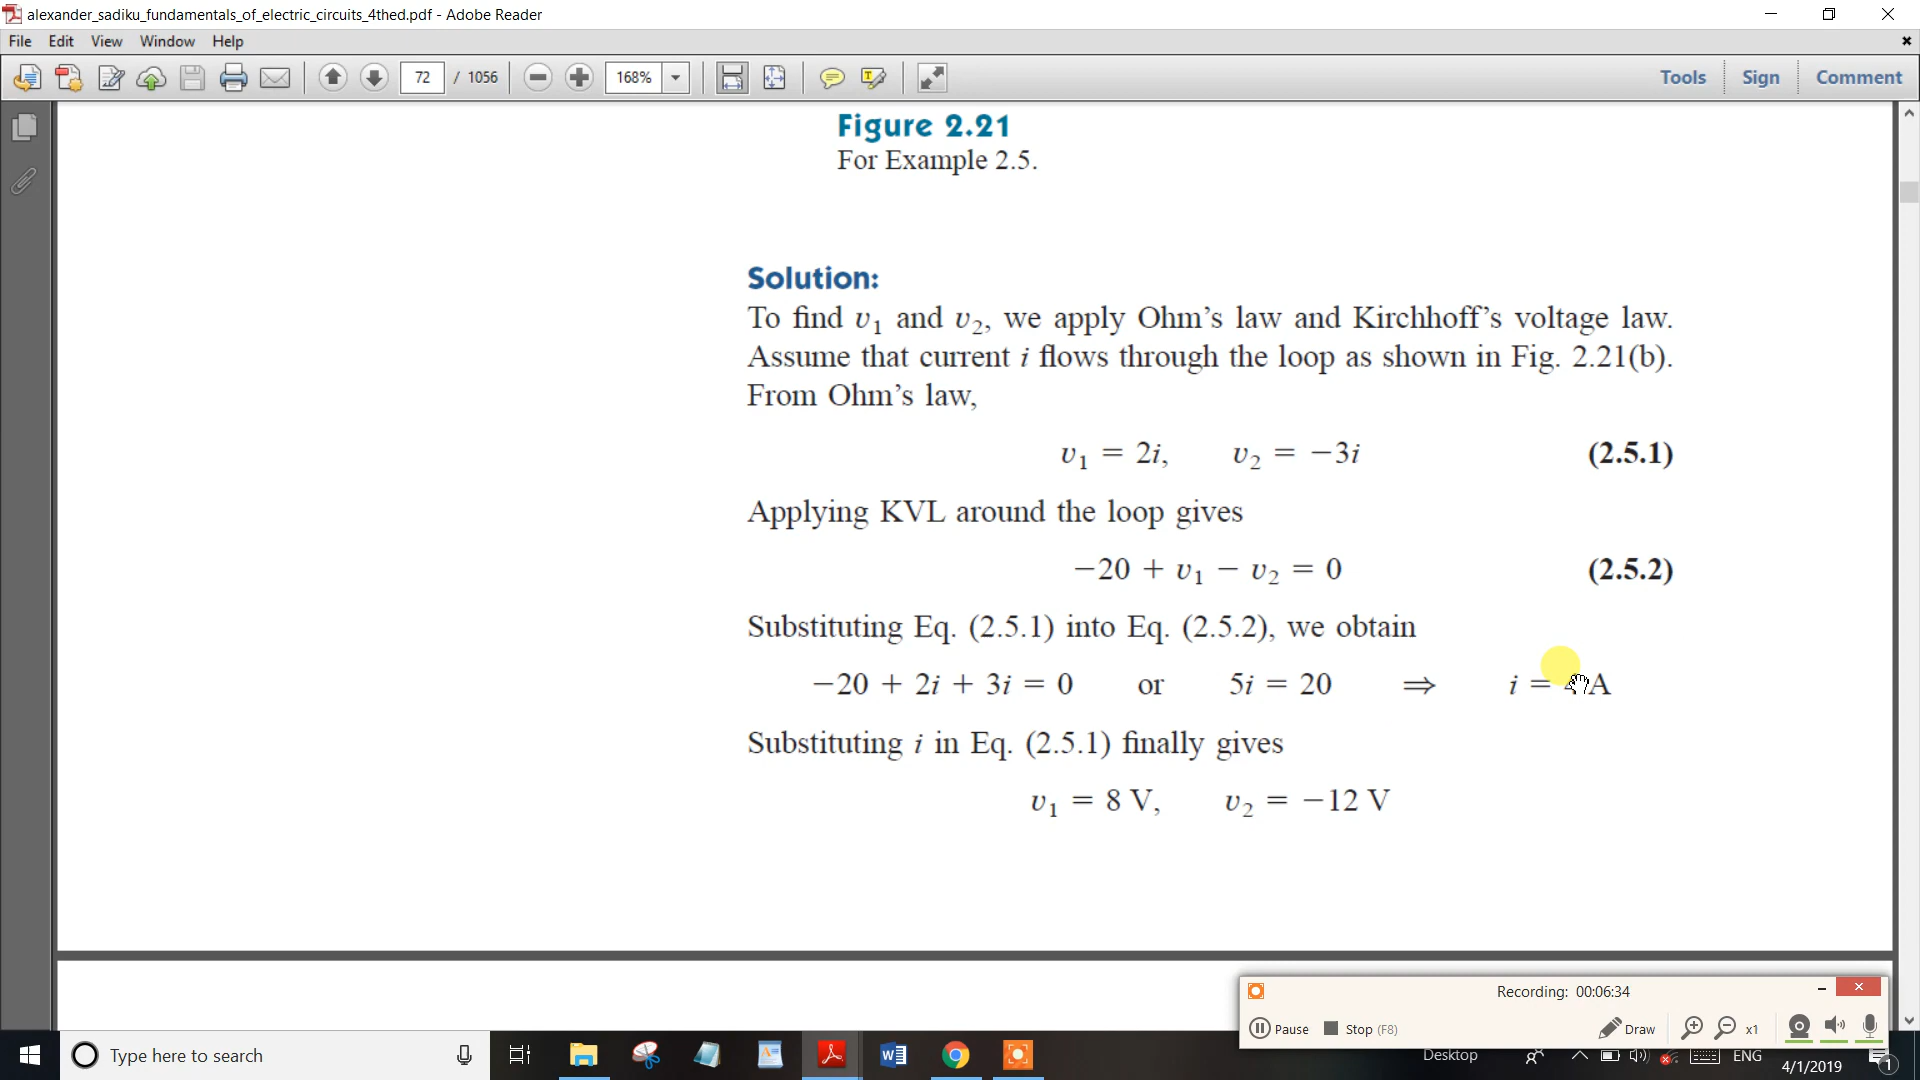 alexander_sadiku_fundamentals_of_electric_circuits_4thed.pdf - Adobe Reader
File Edit View Window Help
72 / 1056 168% Tools Sign Comment
Figure 2.21
For Example 2.5.
Solution:
To find v₁ and v₂, we apply Ohm's law and Kirchhoff's voltage law.
Assume that current i flows through the loop as shown in Fig. 2.21(b).
From Ohm's law,
v₁ = 2i, v₂ = −3i (2.5.1)
Applying KVL around the loop gives
−20 + v₁ − v₂ = 0 (2.5.2)
Substituting Eq. (2.5.1) into Eq. (2.5.2), we obtain
−20 + 2i + 3i = 0 or 5i = 20 ⇒ i = A
Substituting i in Eq. (2.5.1) finally gives
v₁ = 8 V, v₂ = −12 V
Recording: 00:06:34
Pause Stop (F8) Draw x1
Type here to search
Desktop ENG
4/1/2019 1